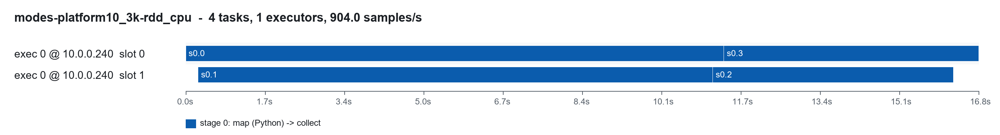 modes-platform10_3k-rdd_cpu - 4 tasks, 1 executors, 904.0 samples/s
exec 0 @ 10.0.0.240 slot 0
s0.0
s0.3
exec 0 @ 10.0.0.240 slot 1
s0.1
s0.2
0.0s 1.7s 3.4s 5.0s 6.7s 8.4s 10.1s 11.7s 13.4s 15.1s 16.8s
stage 0: map (Python) -> collect